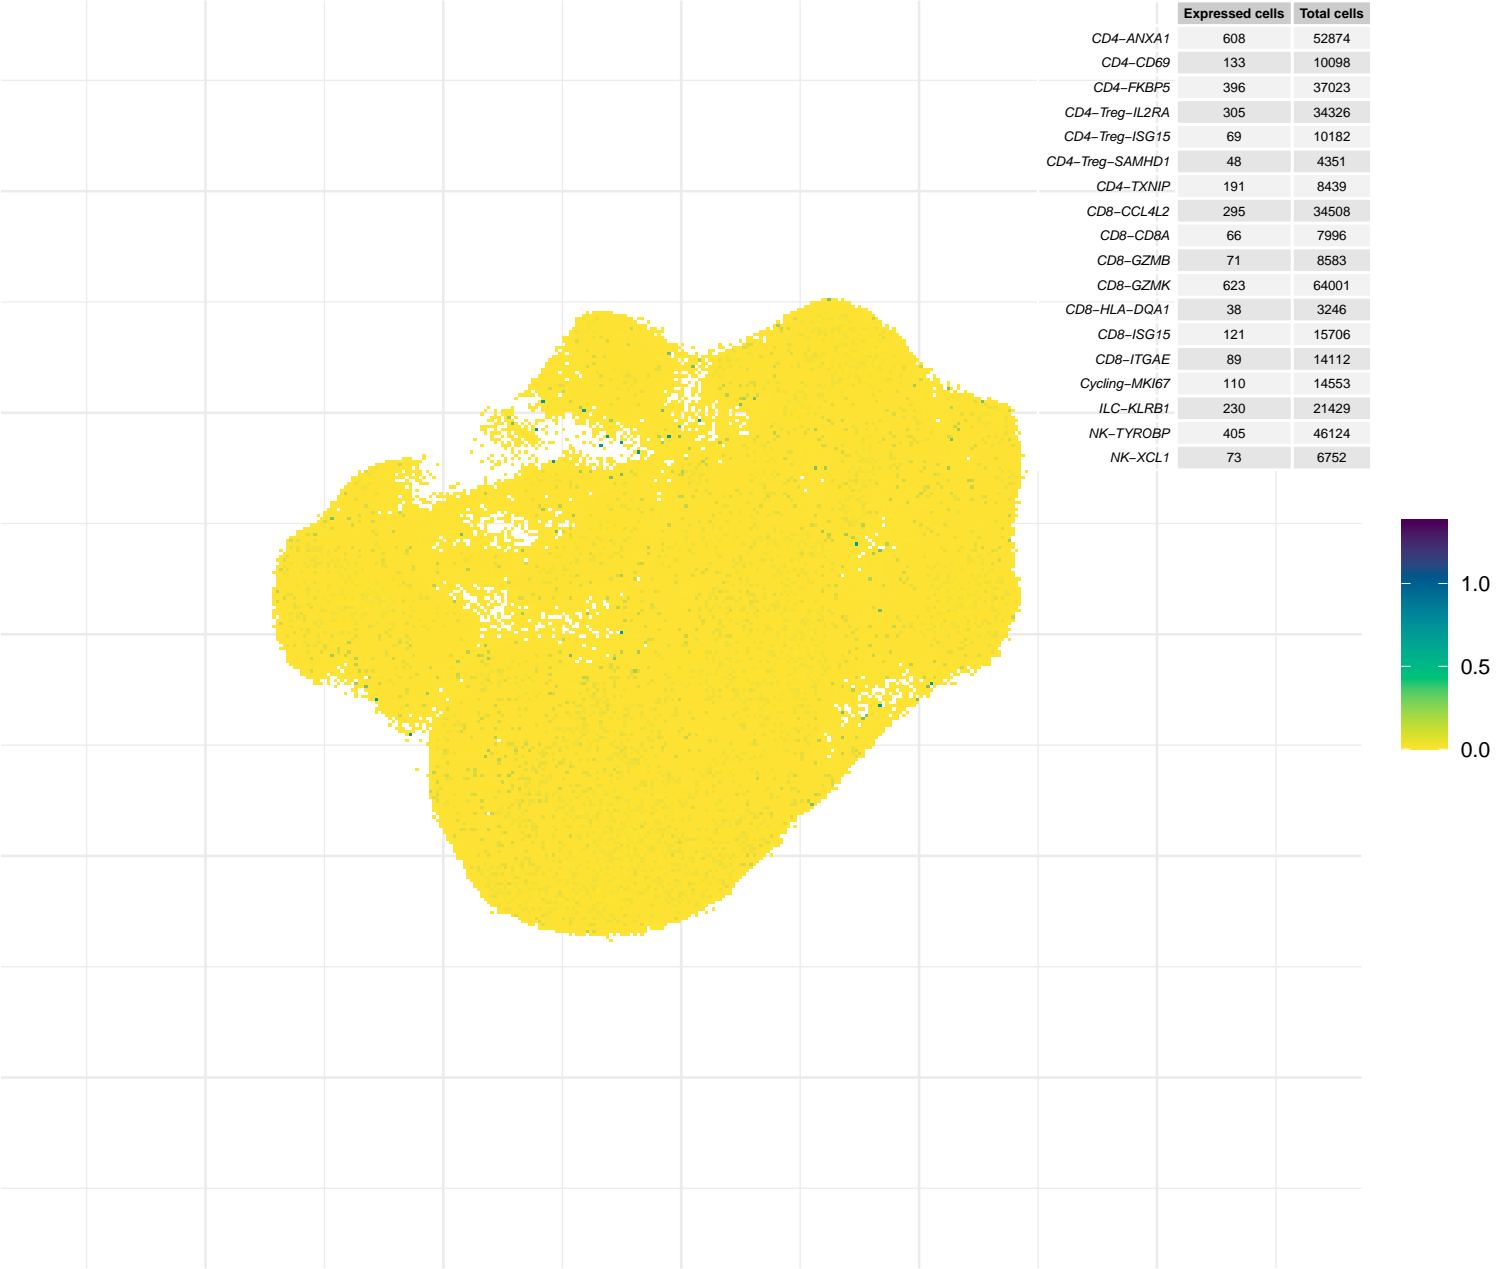 Expressed cells Total cells
CD4−ANXA1 608 52874
CD4−CD69 133 10098
CD4−FKBP5 396 37023
CD4−Treg−IL2RA 305 34326
CD4−Treg−ISG15 69 10182
CD4−Treg−SAMHD1 48 4351
CD4−TXNIP 191 8439
CD8−CCL4L2 295 34508
CD8−CD8A 66 7996
CD8−GZMB 71 8583
CD8−GZMK 623 64001
CD8−HLA−DQA1 38 3246
CD8−ISG15 121 15706
CD8−ITGAE 89 14112
Cycling−MKI67 110 14553
ILC−KLRB1 230 21429
NK−TYROBP 405 46124
NK−XCL1 73 6752
1.0
0.5
0.0